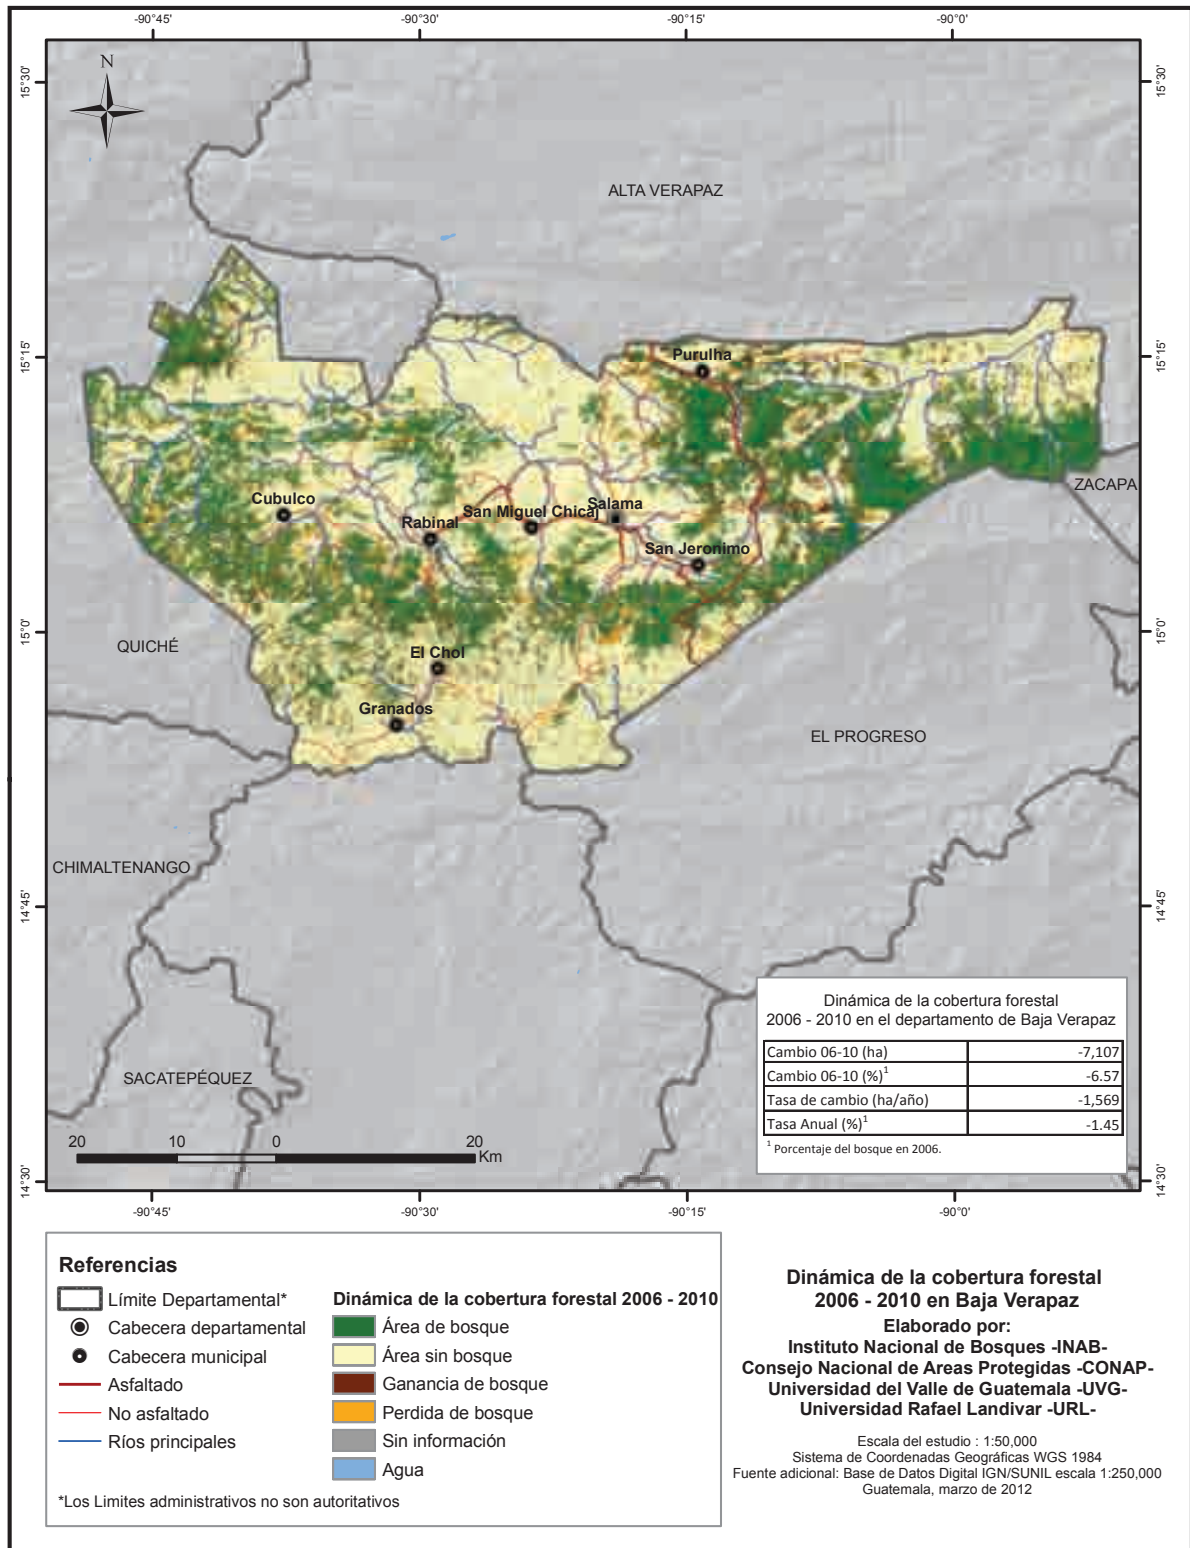 -90°45'
-90°30'
-90°15'
-90°0'
15°30'
15°30'
N
ALTA VERAPAZ
15°15'
15°15'
Purulha
ZACAPA
Cubulco
Rabinal
San Miguel Chicaj
Salama
San Jeronimo
15°0'
15°0'
QUICHÉ
El Chol
Granados
EL PROGRESO
CHIMALTENANGO
14°45'
14°45'
SACATEPÉQUEZ
Dinámica de la cobertura forestal
2006 - 2010 en el departamento de Baja Verapaz
Cambio 06-10 (ha) -7,107
Cambio 06-10 (%)¹ -6.57
Tasa de cambio (ha/año) -1,569
Tasa Anual (%)¹ -1.45
¹ Porcentaje del bosque en 2006.
20 10 0 20
Km
14°30'
14°30'
-90°45'
-90°30'
-90°15'
-90°0'
Referencias
Límite Departamental*
Cabecera departamental
Cabecera municipal
Asfaltado
No asfaltado
Ríos principales
Dinámica de la cobertura forestal 2006 - 2010
Área de bosque
Área sin bosque
Ganancia de bosque
Perdida de bosque
Sin información
Agua
*Los Limites administrativos no son autoritativos
Dinámica de la cobertura forestal
2006 - 2010 en Baja Verapaz
Elaborado por:
Instituto Nacional de Bosques -INAB-
Consejo Nacional de Areas Protegidas -CONAP-
Universidad del Valle de Guatemala -UVG-
Universidad Rafael Landivar -URL-
Escala del estudio : 1:50,000
Sistema de Coordenadas Geográficas WGS 1984
Fuente adicional: Base de Datos Digital IGN/SUNIL escala 1:250,000
Guatemala, marzo de 2012